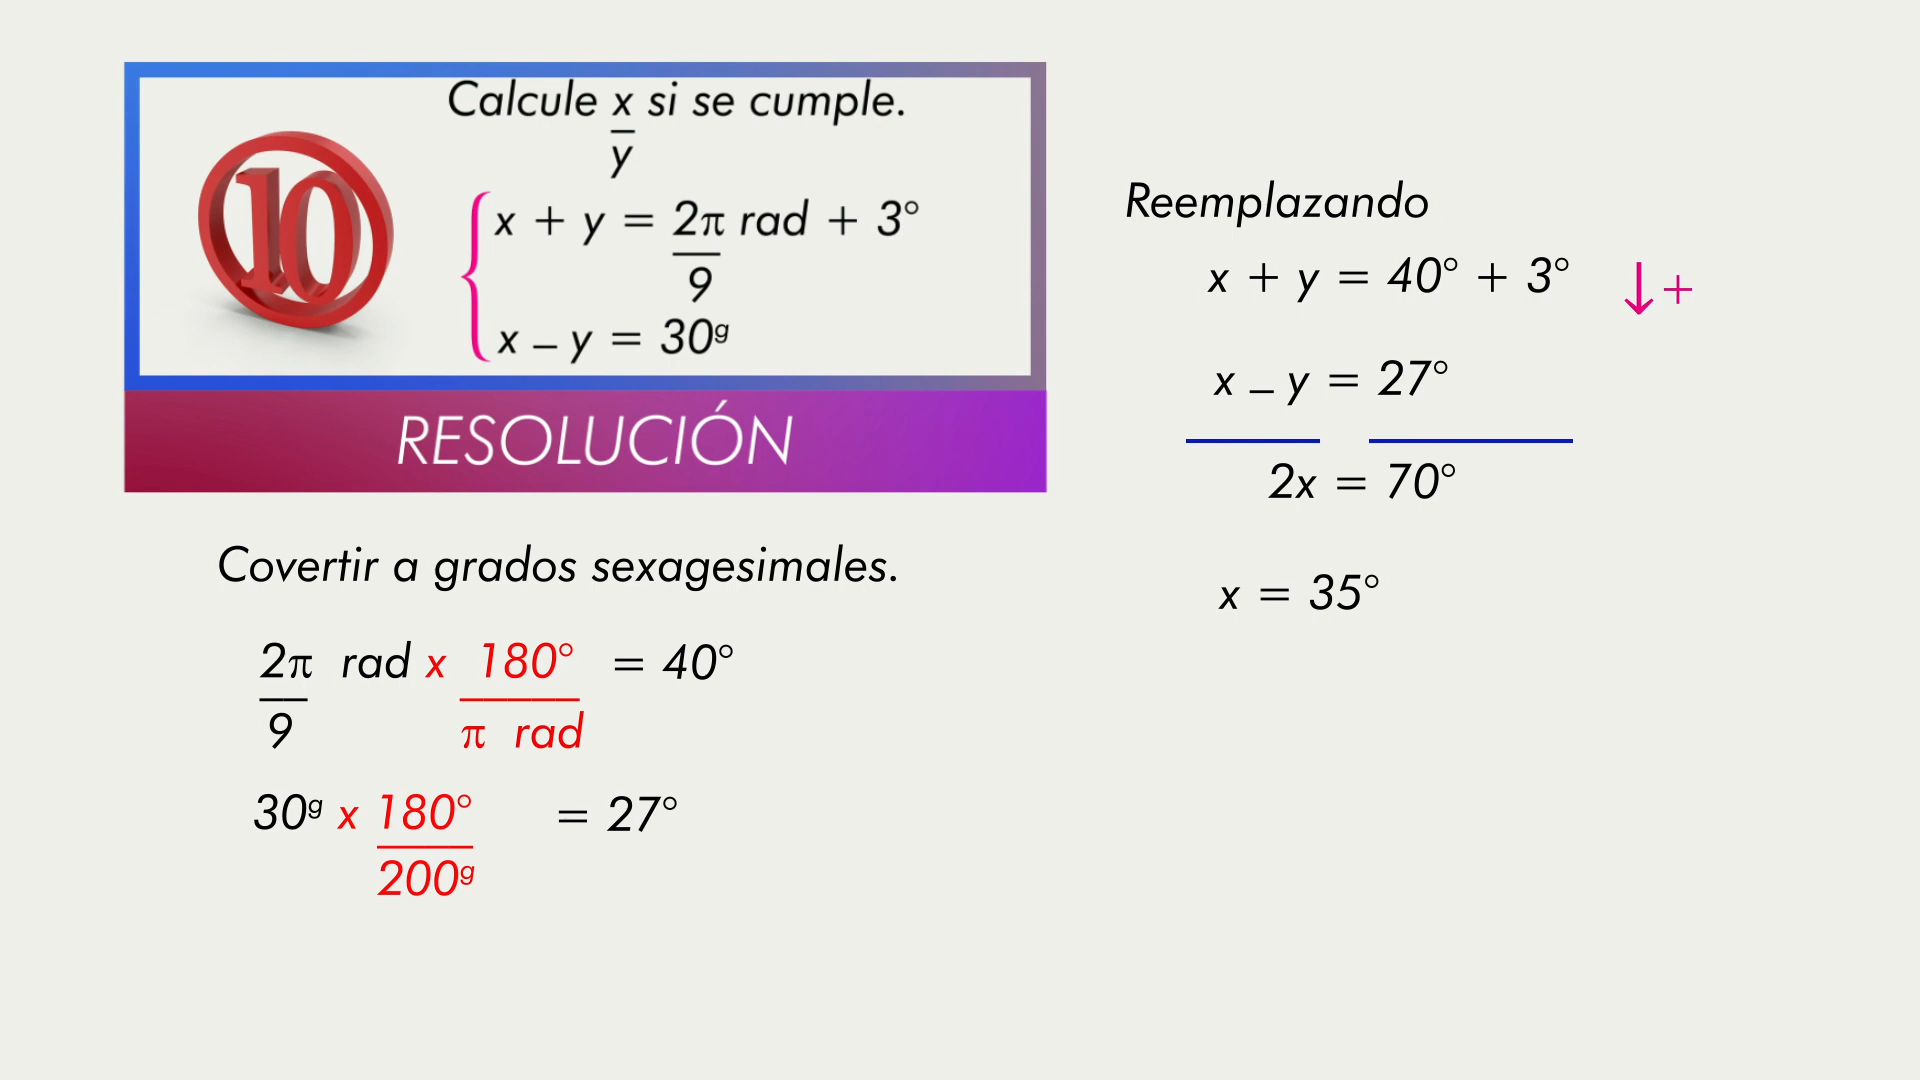 10
Calcule x si se cumple.
y
x + y = 2π rad + 3°
9
x – y = 30ᵍ
RESOLUCIÓN
Covertir a grados sexagesimales.
2π rad x 180° = 40°
9 π rad
30ᵍ x 180° = 27°
200ᵍ
Reemplazando
x + y = 40° + 3° ↓+
x – y = 27°
2x = 70°
x = 35°